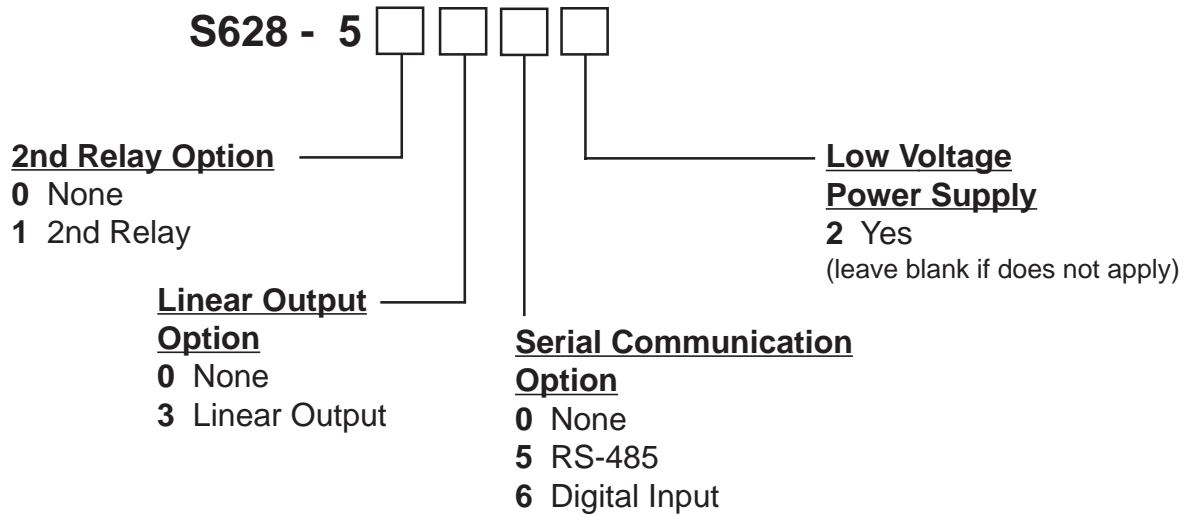 S628 - 5
2nd Relay Option
0 None
1 2nd Relay
Linear Output
Option
0 None
3 Linear Output
Serial Communication
Option
0 None
5 RS-485
6 Digital Input
Low Voltage
Power Supply
2 Yes
(leave blank if does not apply)